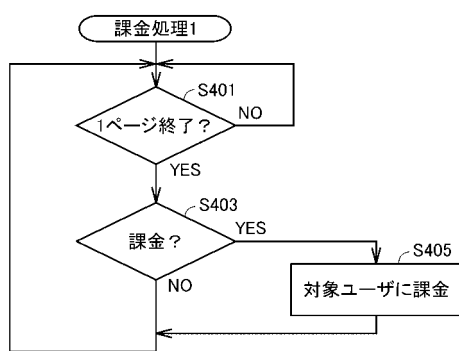 課金処理1
S401
1ページ終了？
NO
YES
S403
課金？
YES
S405
対象ユーザに課金
NO